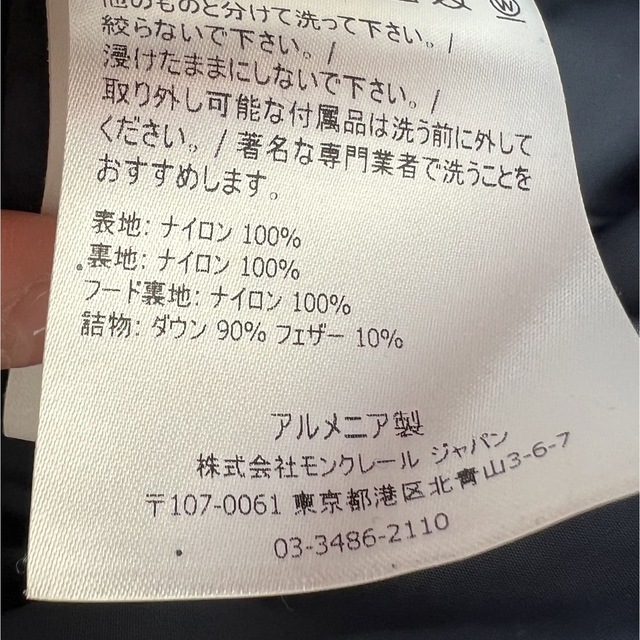 他のものと分けて洗って下さい。/
絞らないで下さい。/
浸けたままにしないで下さい。/
取り外し可能な付属品は洗う前に外して
ください。/ 著名な専門業者で洗うことを
おすすめします。
表地: ナイロン 100%
裏地: ナイロン 100%
フード裏地: ナイロン 100%
詰物: ダウン 90% フェザー 10%
アルメニア製
株式会社モンクレール ジャパン
〒107-0061 東京都港区北青山3-6-7
03-3486-2110